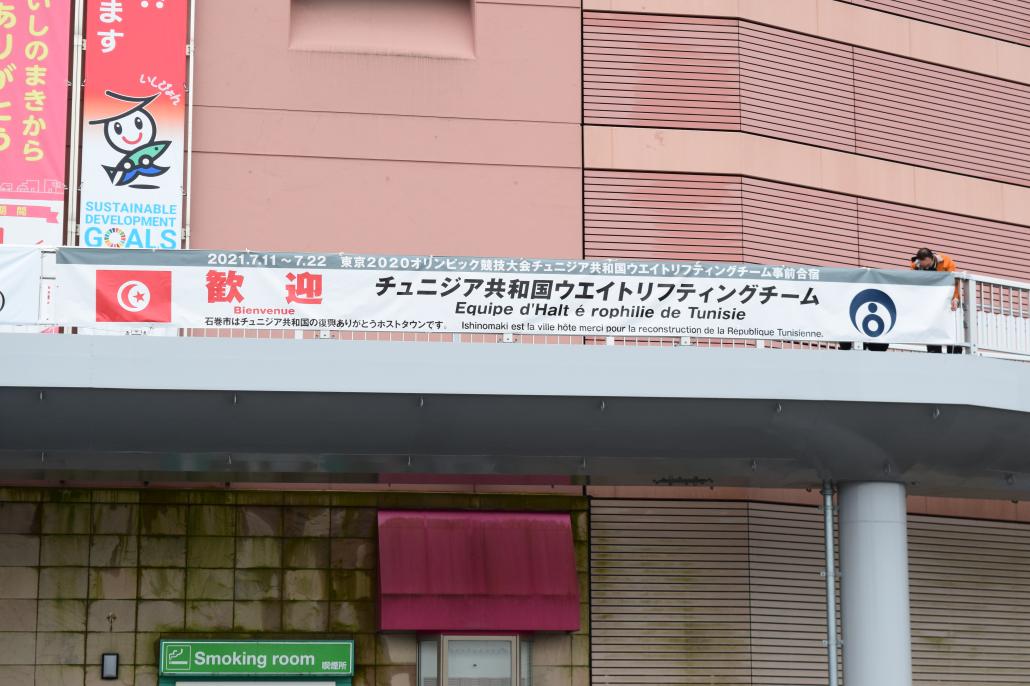 いしのまきから
ありがとう
ます
いしぴょん
SUSTAINABLE
DEVELOPMENT
GOALS
2021.7.11～7.22 東京2020オリンピック競技大会チュニジア共和国ウエイトリフティングチーム事前合宿
歓迎
Bienvenue
チュニジア共和国ウエイトリフティングチーム
Equipe d'Halt é rophilie de Tunisie
石巻市はチュニジア共和国の復興ありがとうホストタウンです。 Ishinomaki est la ville hôte merci pour la reconstruction de la République Tunisienne.
Smoking room 喫煙所